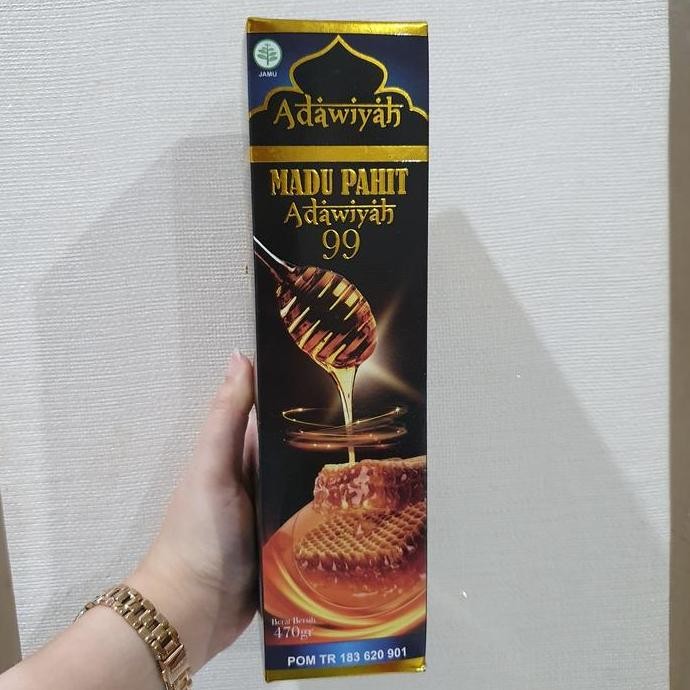 JAMU
Adawiyah
MADU PAHIT
Adawiyah
99
Berat Bersih
470gr
POM TR 183 620 901